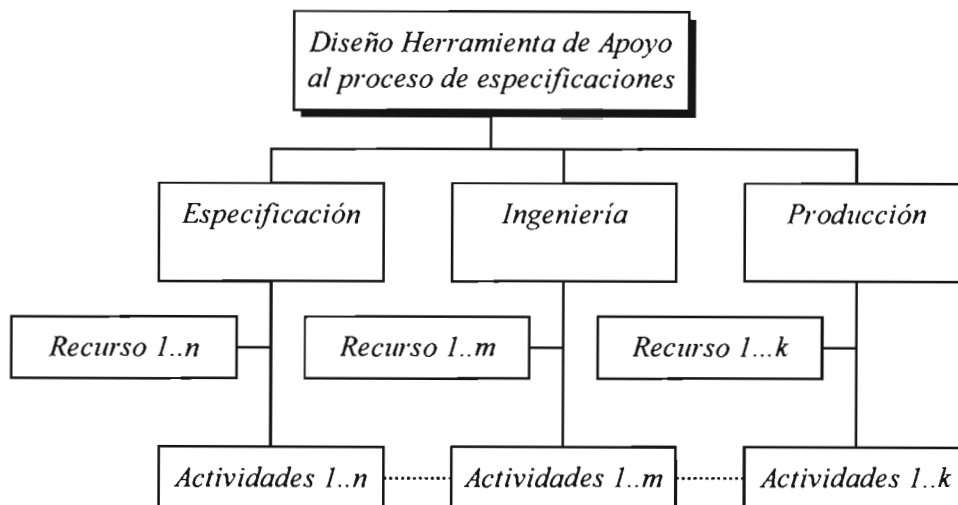 Diseño Herramienta de Apoyo
al proceso de especificaciones
Especificación
Ingeniería
Producción
Recurso 1..n
Recurso 1..m
Recurso 1...k
Actividades 1..n
Actividades 1..m
Actividades 1..k